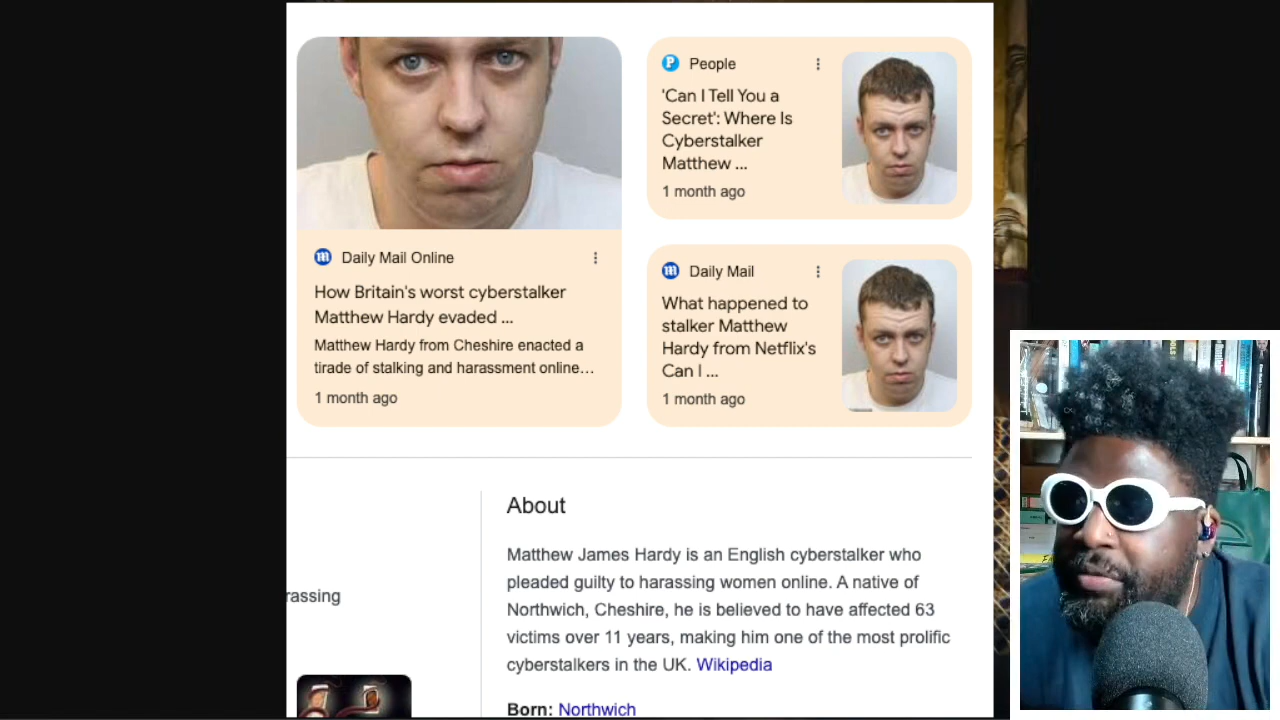 Daily Mail Online
How Britain's worst cyberstalker
Matthew Hardy evaded ...
Matthew Hardy from Cheshire enacted a
tirade of stalking and harassment online...
1 month ago
People
'Can I Tell You a
Secret': Where Is
Cyberstalker
Matthew ...
1 month ago
Daily Mail
What happened to
stalker Matthew
Hardy from Netflix's
Can I ...
1 month ago
rassing
About
Matthew James Hardy is an English cyberstalker who
pleaded guilty to harassing women online. A native of
Northwich, Cheshire, he is believed to have affected 63
victims over 11 years, making him one of the most prolific
cyberstalkers in the UK. Wikipedia
Born: Northwich